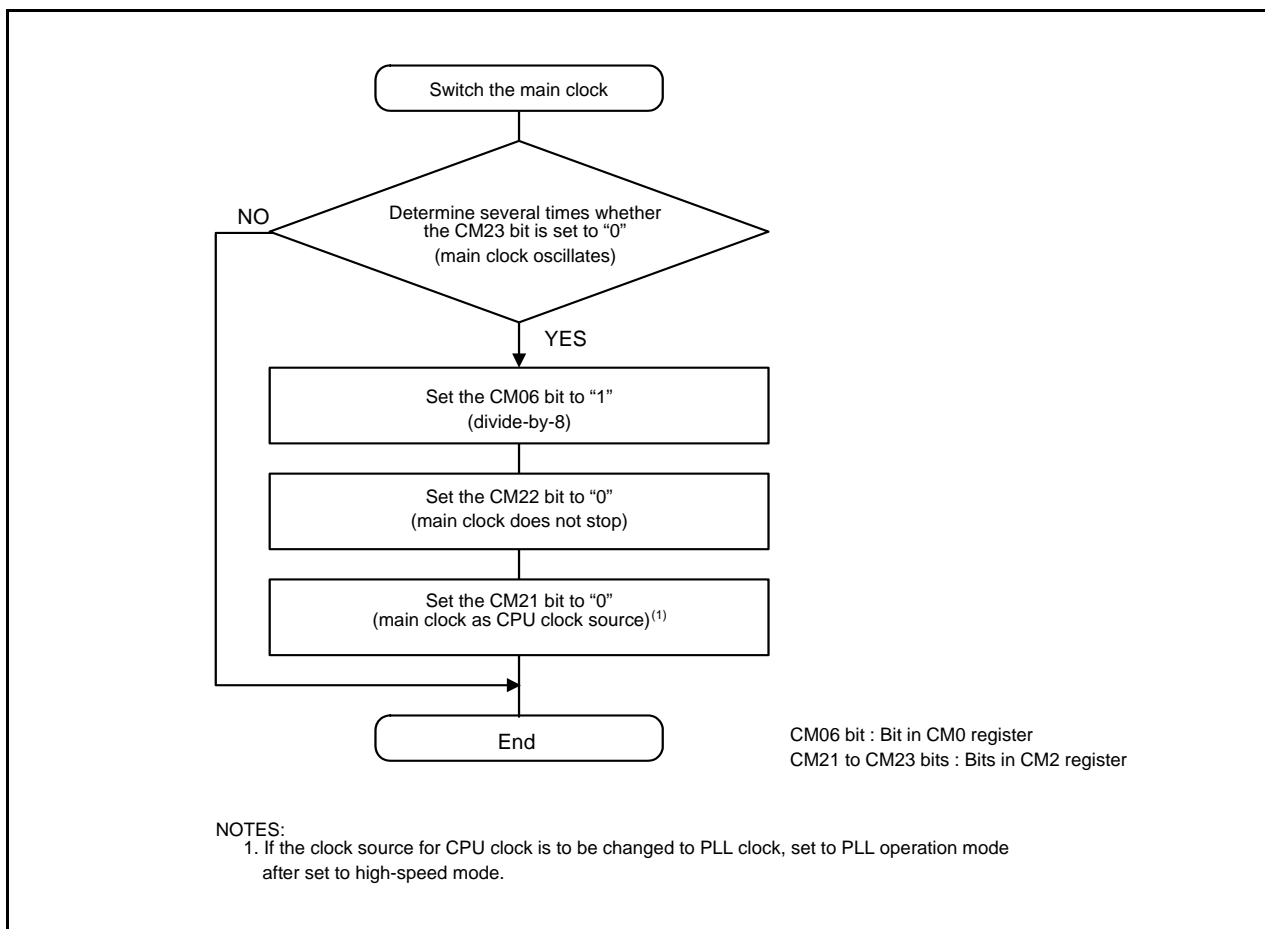 Switch the main clock
Determine several times whether
the CM23 bit is set to “0”
(main clock oscillates)
NO
YES
Set the CM06 bit to “1”
(divide-by-8)
Set the CM22 bit to “0”
(main clock does not stop)
Set the CM21 bit to “0”
(main clock as CPU clock source)(1)
End
CM06 bit : Bit in CM0 register
CM21 to CM23 bits : Bits in CM2 register
NOTES:
1. If the clock source for CPU clock is to be changed to PLL clock, set to PLL operation mode
after set to high-speed mode.